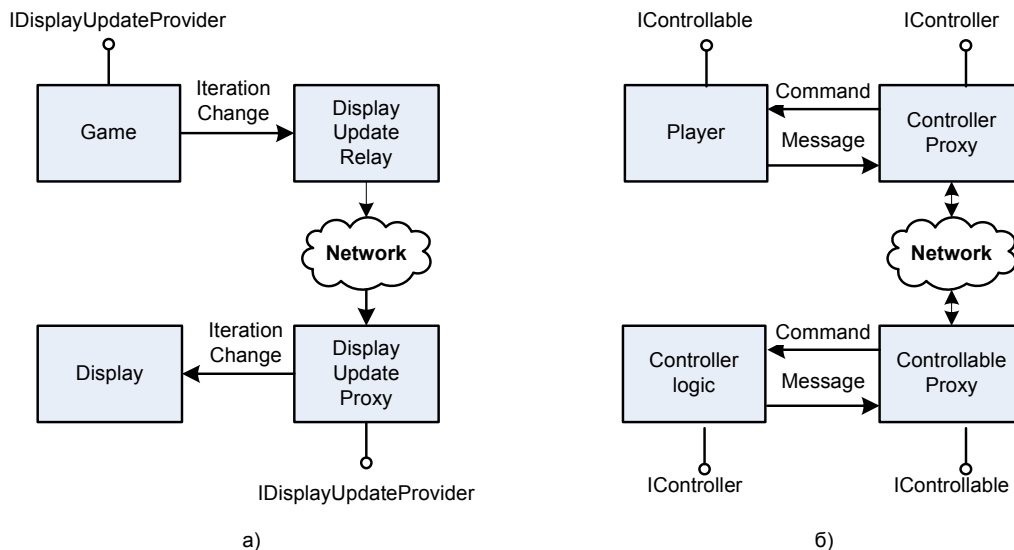 IDisplayUpdateProvider
Game
Iteration
Change
Display
Update
Relay
Network
Display
Iteration
Change
Display
Update
Proxy
IDisplayUpdateProvider
а)
IControllable
IController
Player
Command
Message
Controller
Proxy
Network
Controller
logic
Command
Message
Controllable
Proxy
IController
IControllable
б)